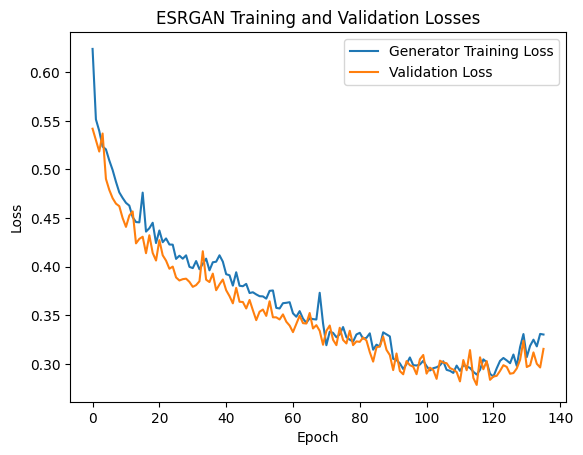 ESRGAN Training and Validation Losses
Generator Training Loss
Validation Loss
0.60
0.55
0.50
0.45
0.40
0.35
0.30
Loss
0 20 40 60 80 100 120 140
Epoch